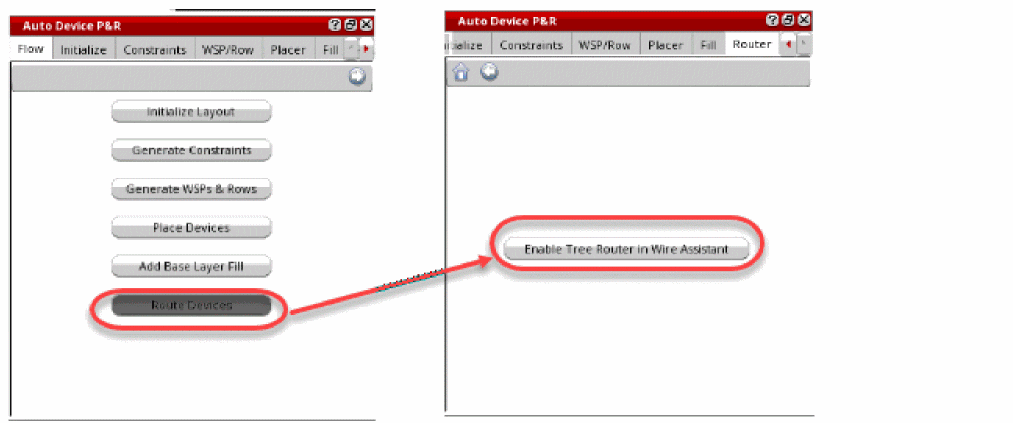 Auto Device P&R
Flow Initialize Constraints WSP/Row Placer Fill
Initialize Layout
Generate Constraints
Generate WSPs & Rows
Place Devices
Add Base Layer Fill
Route Devices
Auto Device P&R
itialize Constraints WSP/Row Placer Fill Router
Enable Tree Router in Wire Assistant